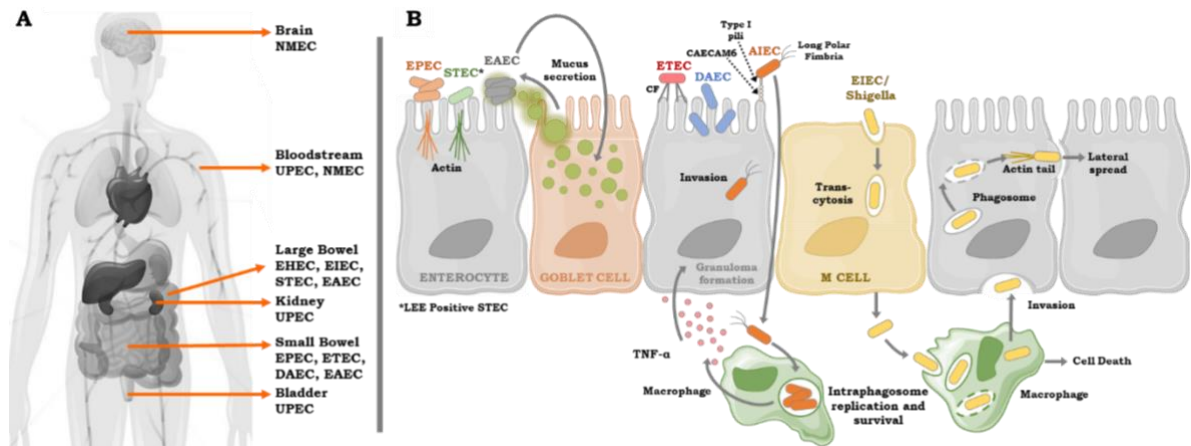 A
Brain
NMEC
Bloodstream
UPEC, NMEC
Large Bowel
EHEC, EIEC,
STEC, EAEC
Kidney
UPEC
Small Bowel
EPEC, ETEC,
DAEC, EAEC
Bladder
UPEC
B
EPEC
STEC*
EAEC
Mucus
secretion
Actin
ENTEROCYTE
GOBLET CELL
*LEE Positive STEC
Type I
pili
CAECAM6
AIEC
Long Polar
Fimbria
ETEC
CF
DAEC
Invasion
Granuloma
formation
TNF-α
Macrophage
Intraphagosome
replication and
survival
EIEC/
Shigella
Trans-
cytosis
M CELL
Phagosome
Actin tail
Lateral
spread
Invasion
Cell Death
Macrophage